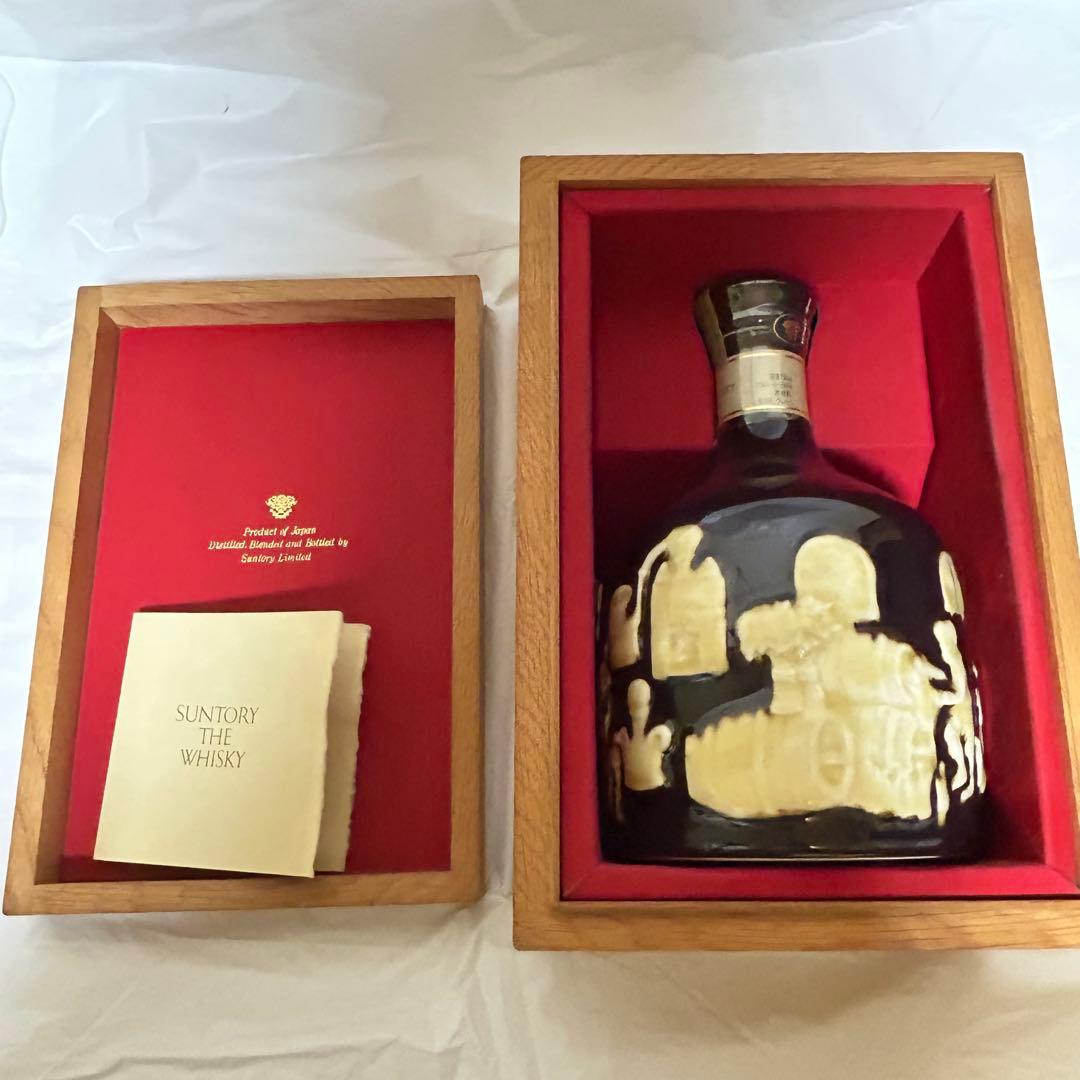 Product of Japan
Distilled, Blended and Bottled by
Suntory Limited
SUNTORY
THE
WHISKY